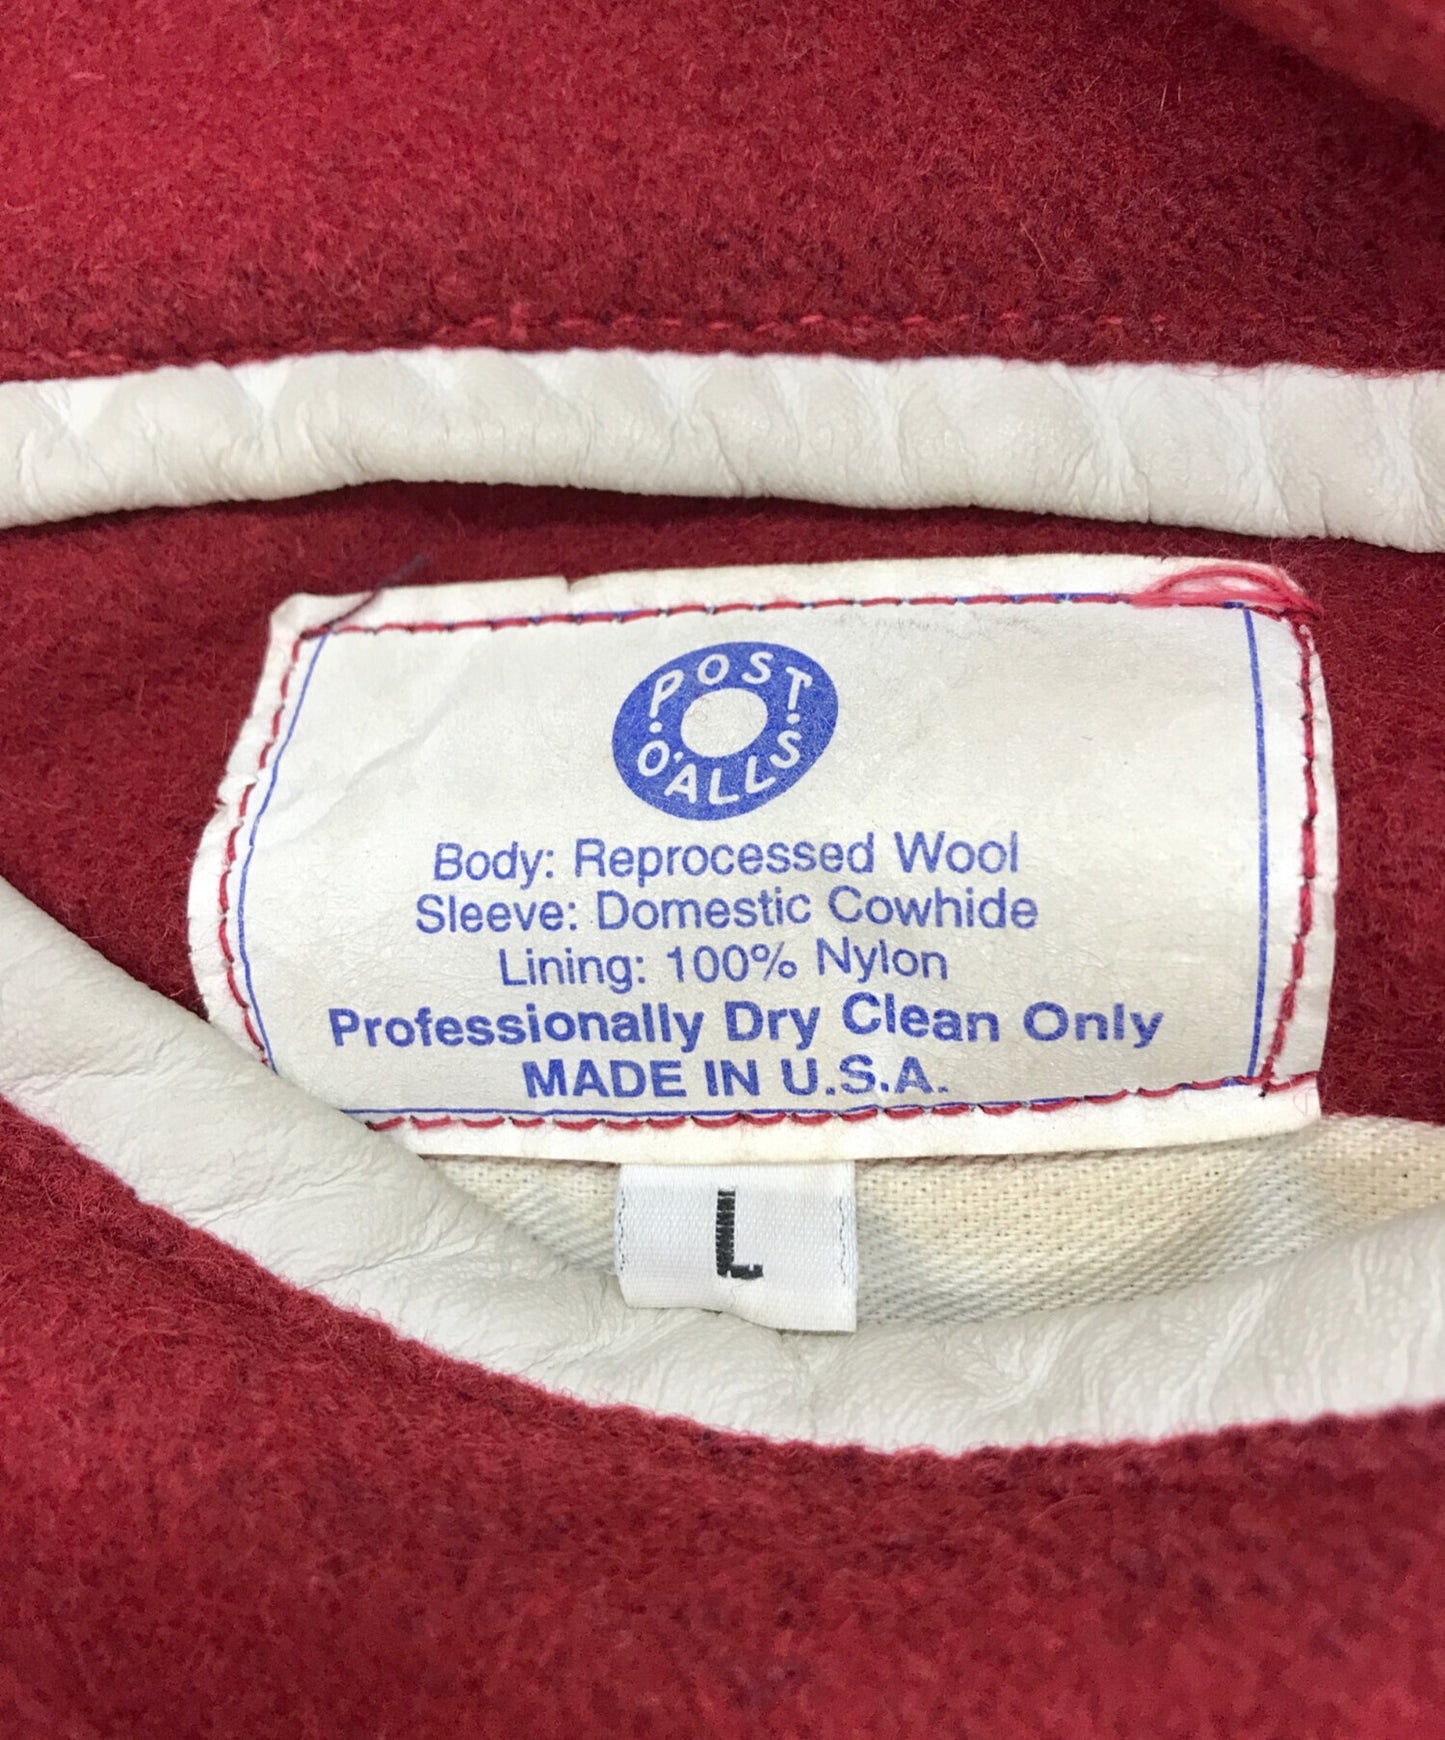 POST
O'ALLS
Body: Reprocessed Wool
Sleeve: Domestic Cowhide
Lining: 100% Nylon
Professionally Dry Clean Only
MADE IN U.S.A.
L